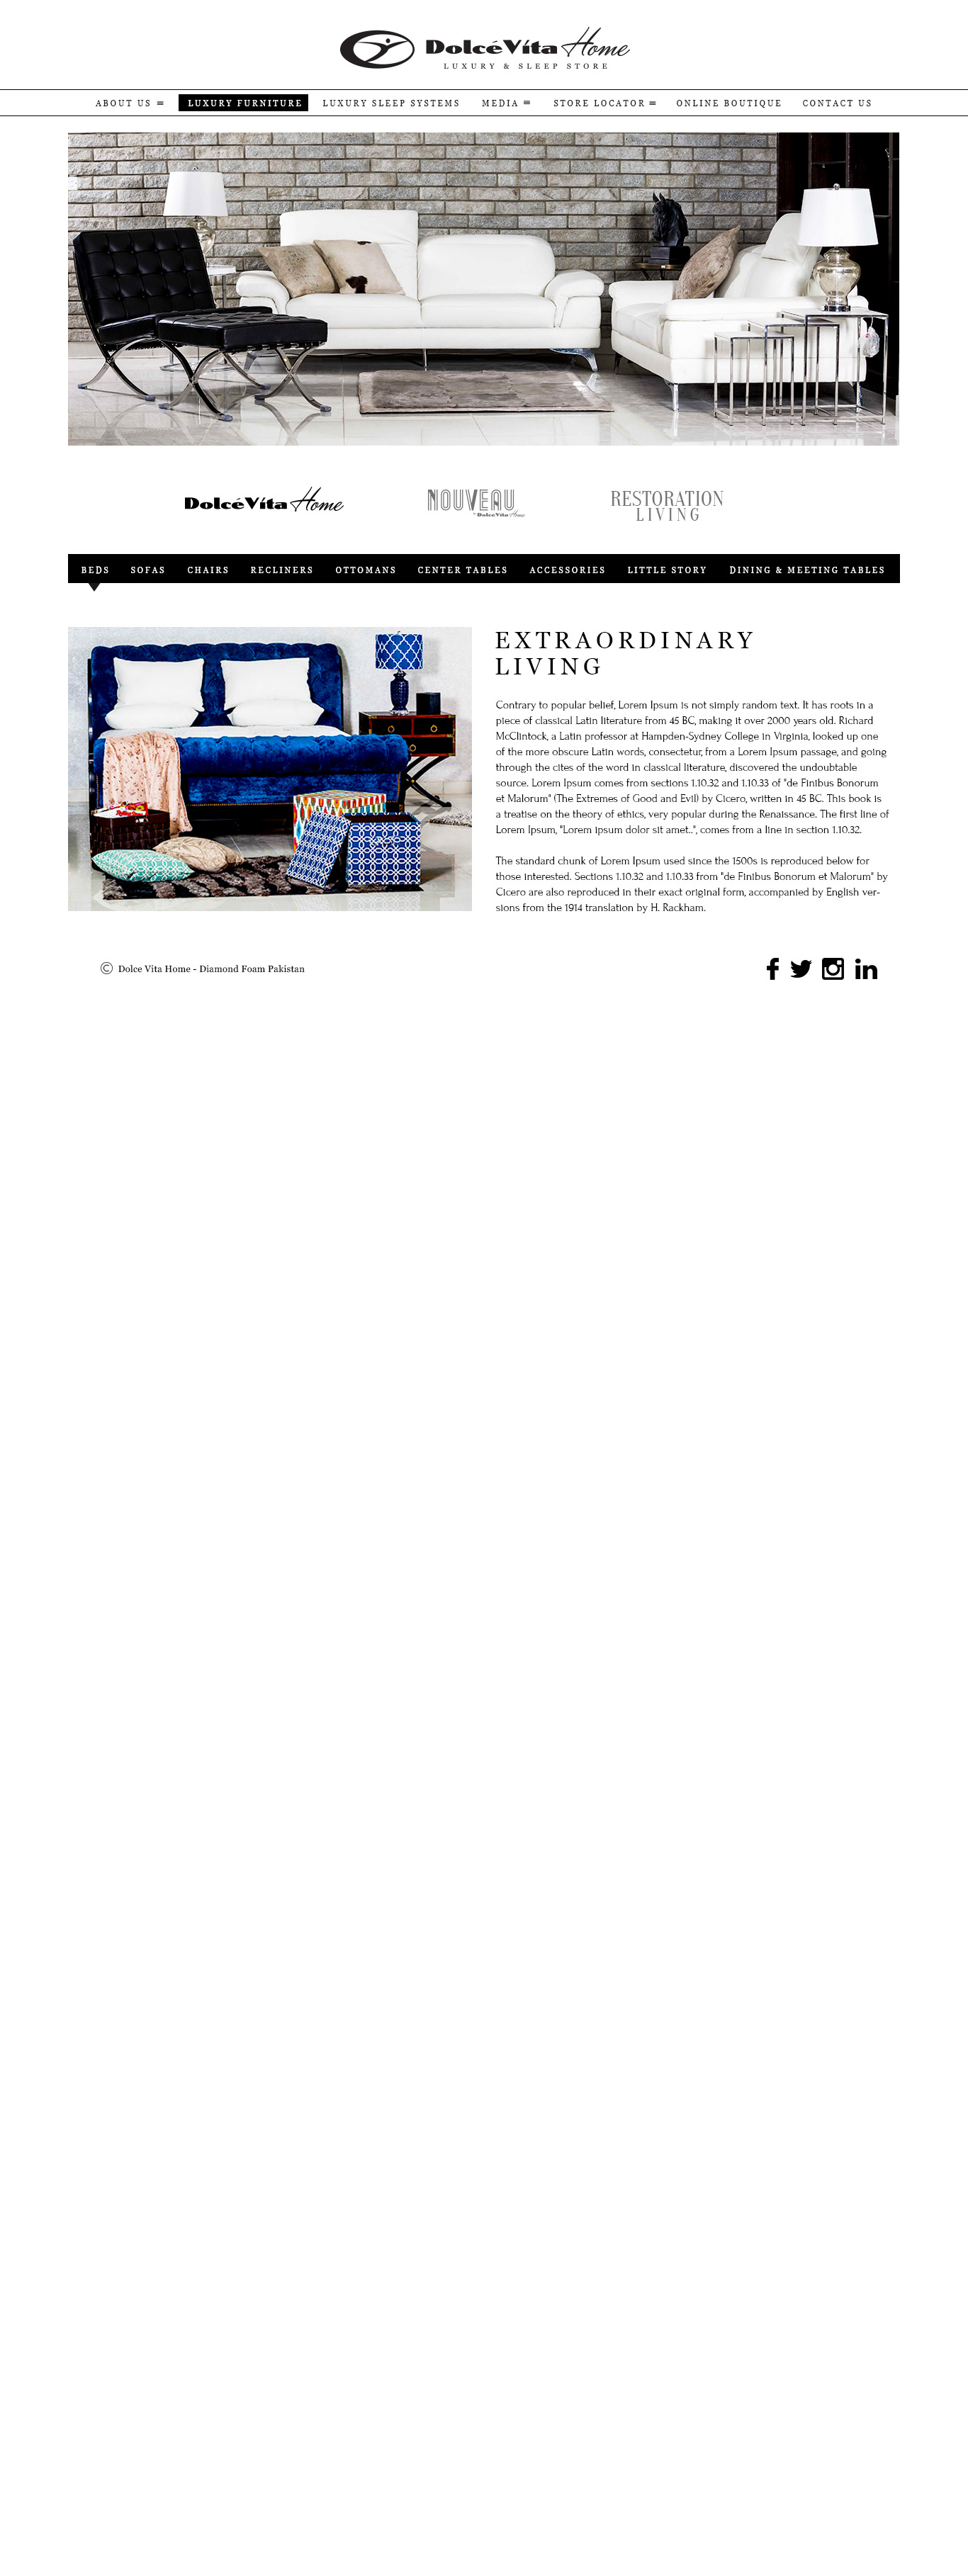 DolcéVita Home
LUXURY & SLEEP STORE
ABOUT US LUXURY FURNITURE LUXURY SLEEP SYSTEMS MEDIA STORE LOCATOR ONLINE BOUTIQUE CONTACT US
DolcéVita Home NOUVEAU RESTORATION
by DolcéVita Home LIVING
BEDS SOFAS CHAIRS RECLINERS OTTOMANS CENTER TABLES ACCESSORIES LITTLE STORY DINING & MEETING TABLES
EXTRAORDINARY
LIVING
Contrary to popular belief, Lorem Ipsum is not simply random text. It has roots in a
piece of classical Latin literature from 45 BC, making it over 2000 years old. Richard
McClintock, a Latin professor at Hampden-Sydney College in Virginia, looked up one
of the more obscure Latin words, consectetur, from a Lorem Ipsum passage, and going
through the cites of the word in classical literature, discovered the undoubtable
source. Lorem Ipsum comes from sections 1.10.32 and 1.10.33 of "de Finibus Bonorum
et Malorum" (The Extremes of Good and Evil) by Cicero, written in 45 BC. This book is
a treatise on the theory of ethics, very popular during the Renaissance. The first line of
Lorem Ipsum, "Lorem ipsum dolor sit amet..", comes from a line in section 1.10.32.
The standard chunk of Lorem Ipsum used since the 1500s is reproduced below for
those interested. Sections 1.10.32 and 1.10.33 from "de Finibus Bonorum et Malorum" by
Cicero are also reproduced in their exact original form, accompanied by English ver-
sions from the 1914 translation by H. Rackham.
© Dolce Vita Home - Diamond Foam Pakistan